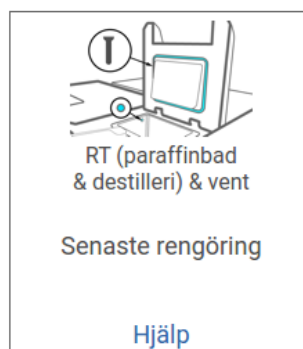 RT (paraffinbad
& destilleri) & vent
Senaste rengöring
Hjälp